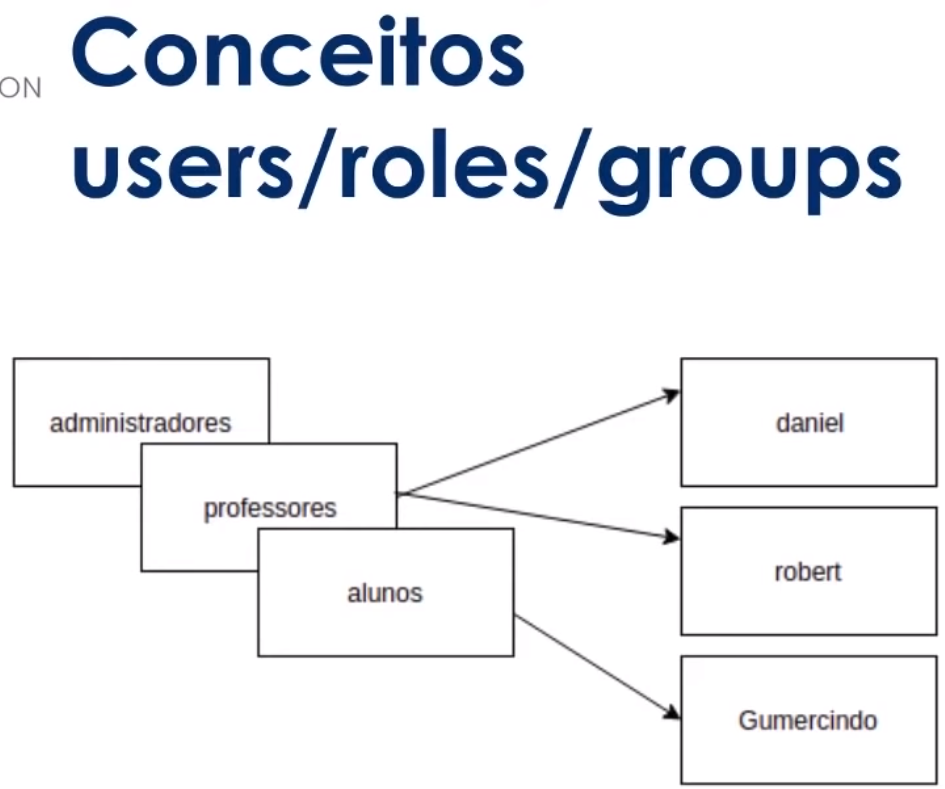 Conceitos
ON
users/roles/groups
administradores
daniel
professores
robert
alunos
Gumercindo